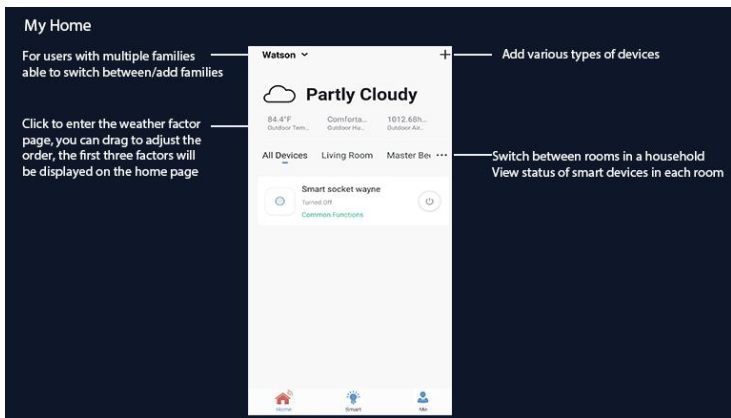 My Home
For users with multiple families
able to switch between/add families
Click to enter the weather factor
page, you can drag to adjust the
order, the first three factors will
be displayed on the home page
Watson
Partly Cloudy
84.4°F
Comforta...
1012.68h...
Outdoor Tem...
Outdoor Hu...
Outdoor Air...
All Devices
Living Room
Master Be
Smart socket wayne
Turned Off
Common Functions
Home
Smart
Me
Add various types of devices
Switch between rooms in a household
View status of smart devices in each room